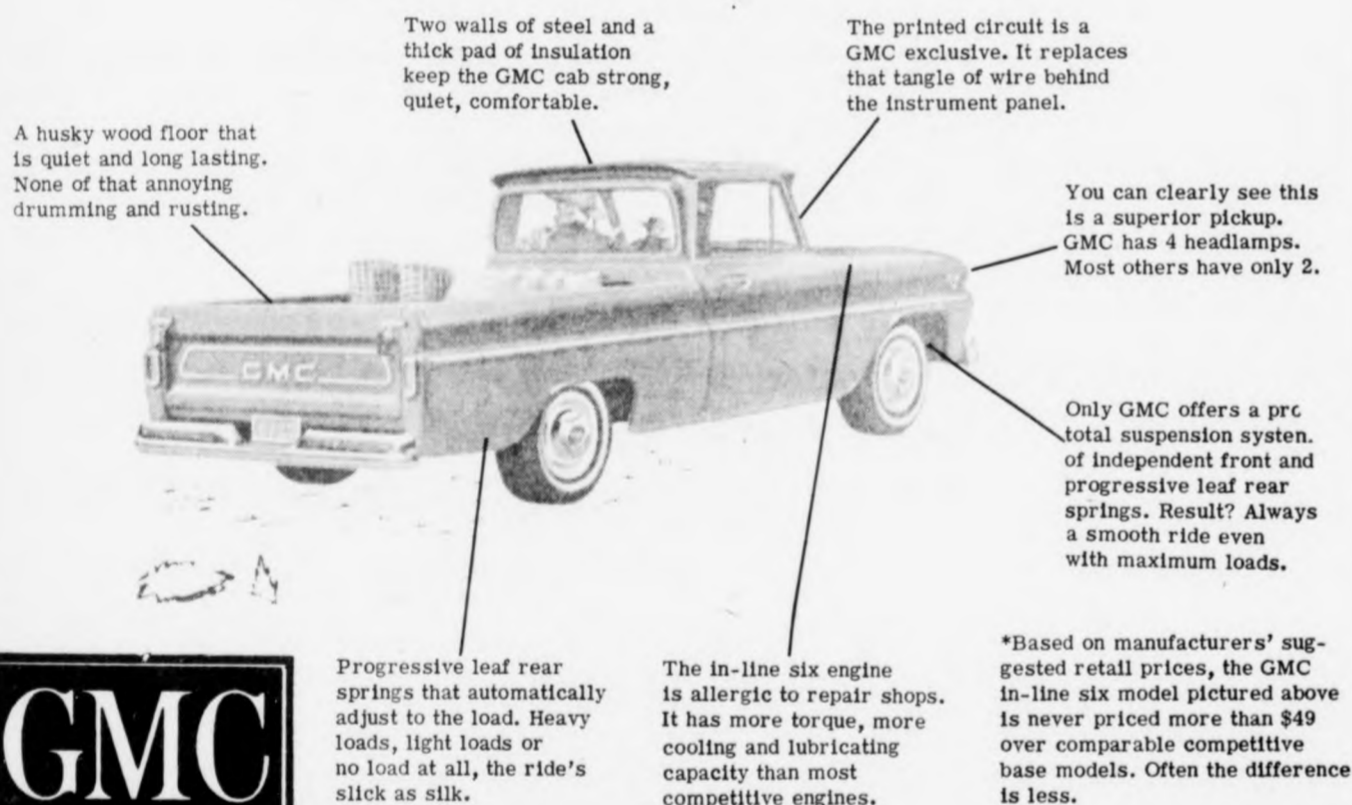 Two walls of steel and a
thick pad of insulation
keep the GMC cab strong,
quiet, comfortable.
The printed circuit is a
GMC exclusive. It replaces
that tangle of wire behind
the instrument panel.
A husky wood floor that
is quiet and long lasting.
None of that annoying
drumming and rusting.
You can clearly see this
is a superior pickup.
GMC has 4 headlamps.
Most others have only 2.
GMC
Only GMC offers a
total suspension
of independent front and
progressive leaf rear
springs. Result? Always
a smooth ride even
with maximum loads.
GMC
Progressive leaf rear
springs that automatically
adjust to the load. Heavy
loads, light loads or
no load at all, the ride's
slick as silk.
The in-line six engine
is allergic to repair shops.
It has more torque, more
cooling and lubricating
capacity than most
competitive engines.
*Based on manufacturers' sug-
gested retail prices, the GMC
in-line six model pictured above
is never priced more than $49
over comparable competitive
base models. Often the difference
is less.